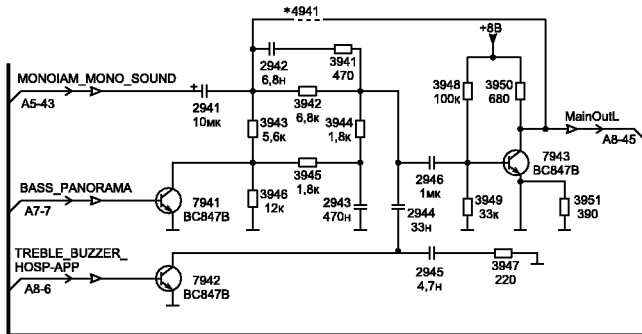 *4941
+8В
2942
6,8н
3941
470
MONOIAM_MONO_SOUND
A5-43
+
2941
10мк
3942
6,8к
3948
100к
3950
680
MainOutL
A8-45
3943
5,6к
3944
1,8к
7943
BC847B
3945
1,8к
2946
1мк
BASS_PANORAMA
A7-7
7941
BC847B
3946
12к
2943
470н
2944
33н
3949
33к
3951
390
TREBLE_BUZZER_
HOSP-APP
A8-6
7942
BC847B
2945
4,7н
3947
220